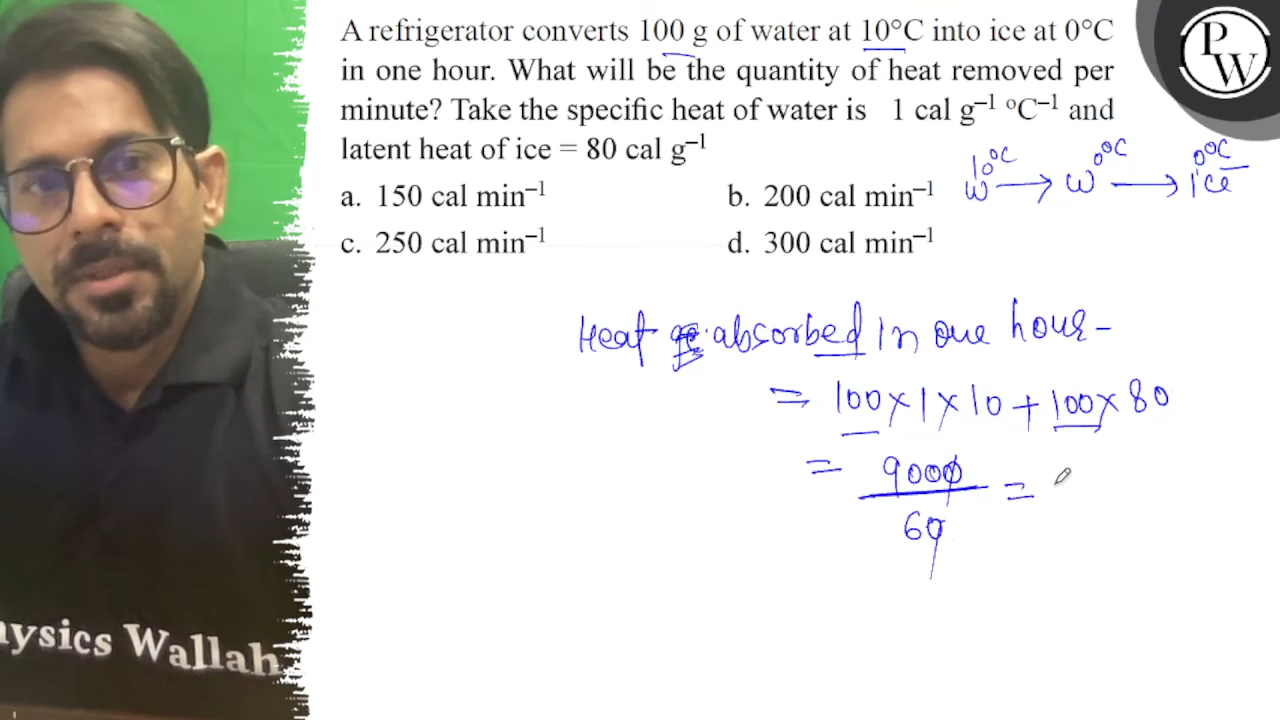 A refrigerator converts 100 g of water at 10°C into ice at 0°C
in one hour. What will be the quantity of heat removed per
minute? Take the specific heat of water is 1 cal g⁻¹ °C⁻¹ and
latent heat of ice = 80 cal g⁻¹
a. 150 cal min⁻¹ b. 200 cal min⁻¹
c. 250 cal min⁻¹ d. 300 cal min⁻¹
PW
10°C 0°C 0°C
w → w → ice
Heat absorbed in one hour-
= 100 × 1 × 10 + 100 × 80
= 9000/60 =
ysics Wallah